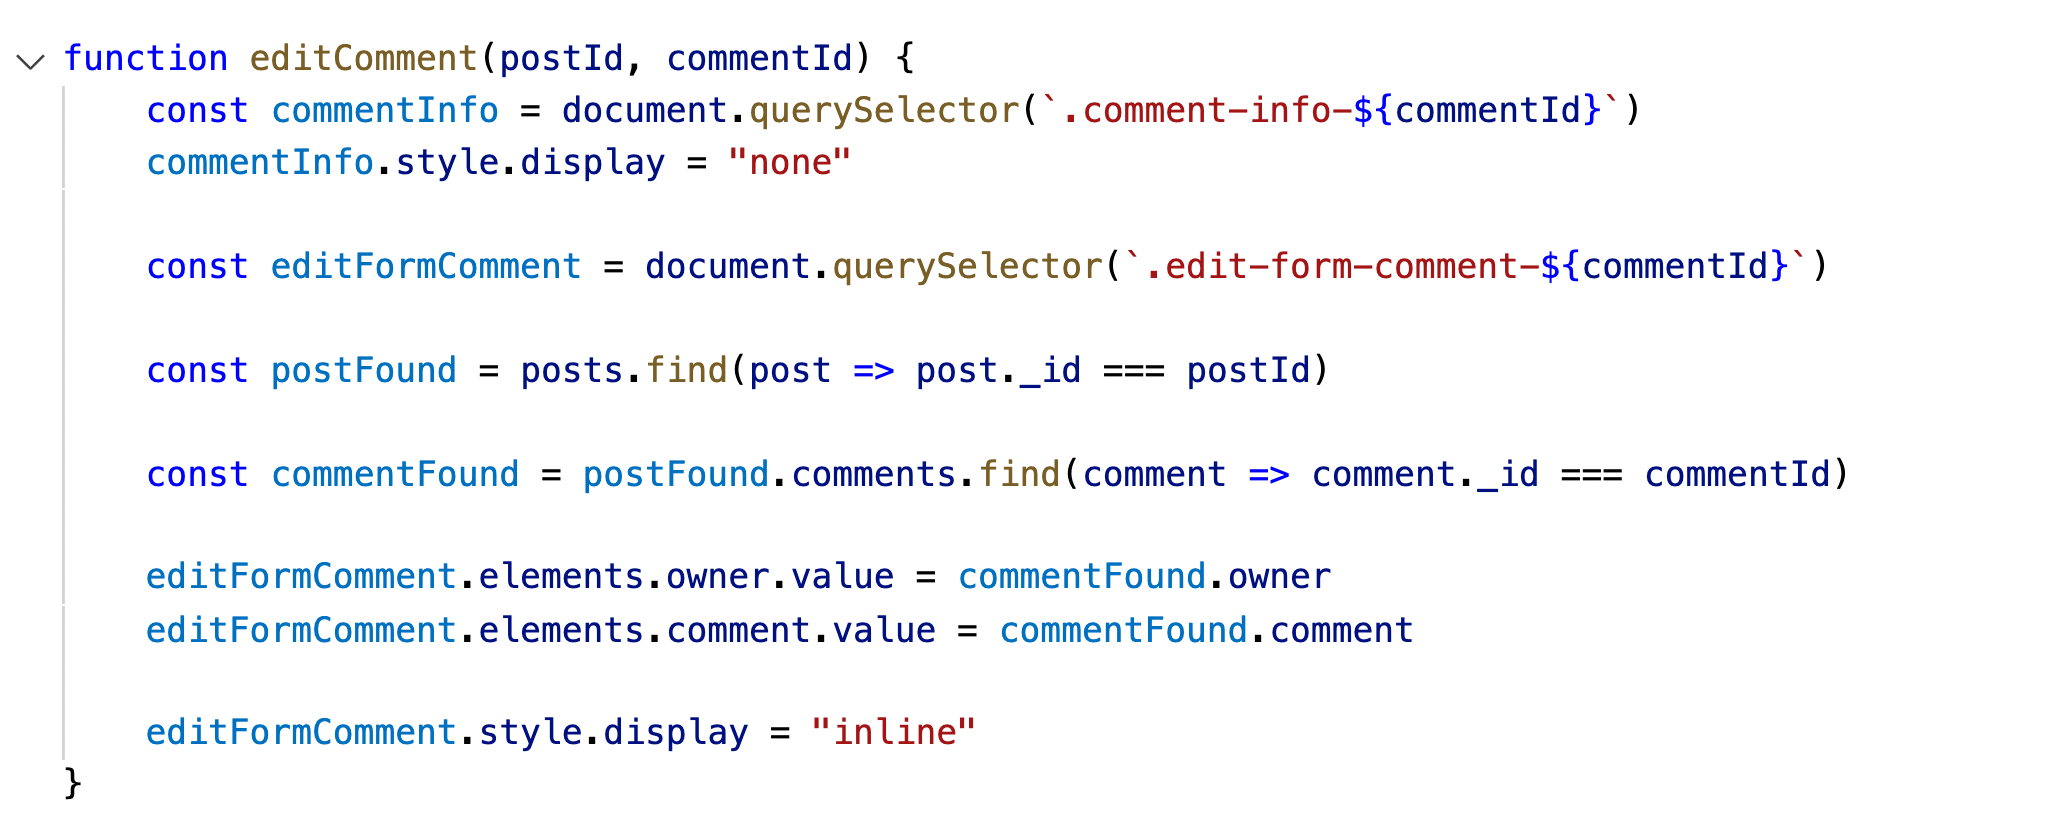 function editComment(postId, commentId) {
    const commentInfo = document.querySelector(`.comment-info-${commentId}`)
    commentInfo.style.display = "none"
    const editFormComment = document.querySelector(`.edit-form-comment-${commentId}`)
    const postFound = posts.find(post => post._id === postId)
    const commentFound = postFound.comments.find(comment => comment._id === commentId)
    editFormComment.elements.owner.value = commentFound.owner
    editFormComment.elements.comment.value = commentFound.comment
    editFormComment.style.display = "inline"
}